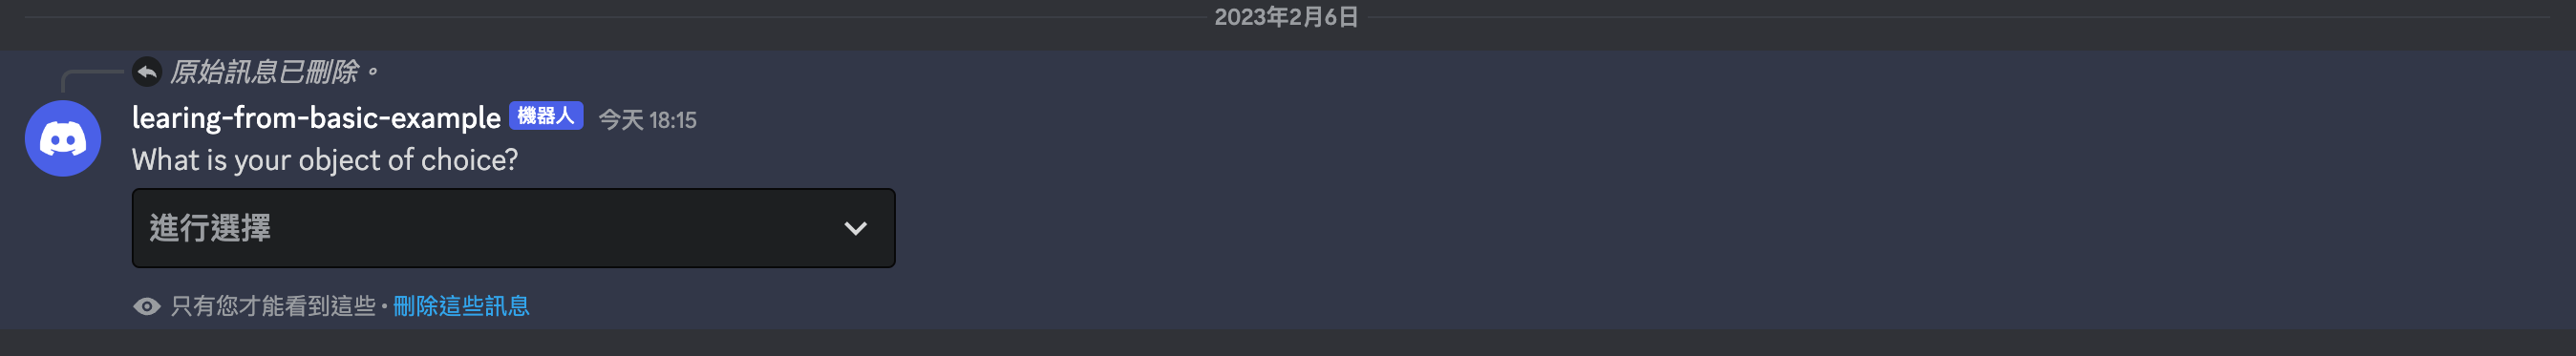 2023年2月6日
原始訊息已刪除。
learing-from-basic-example 機器人 今天 18:15
What is your object of choice?
進行選擇
只有您才能看到這些 • 刪除這些訊息